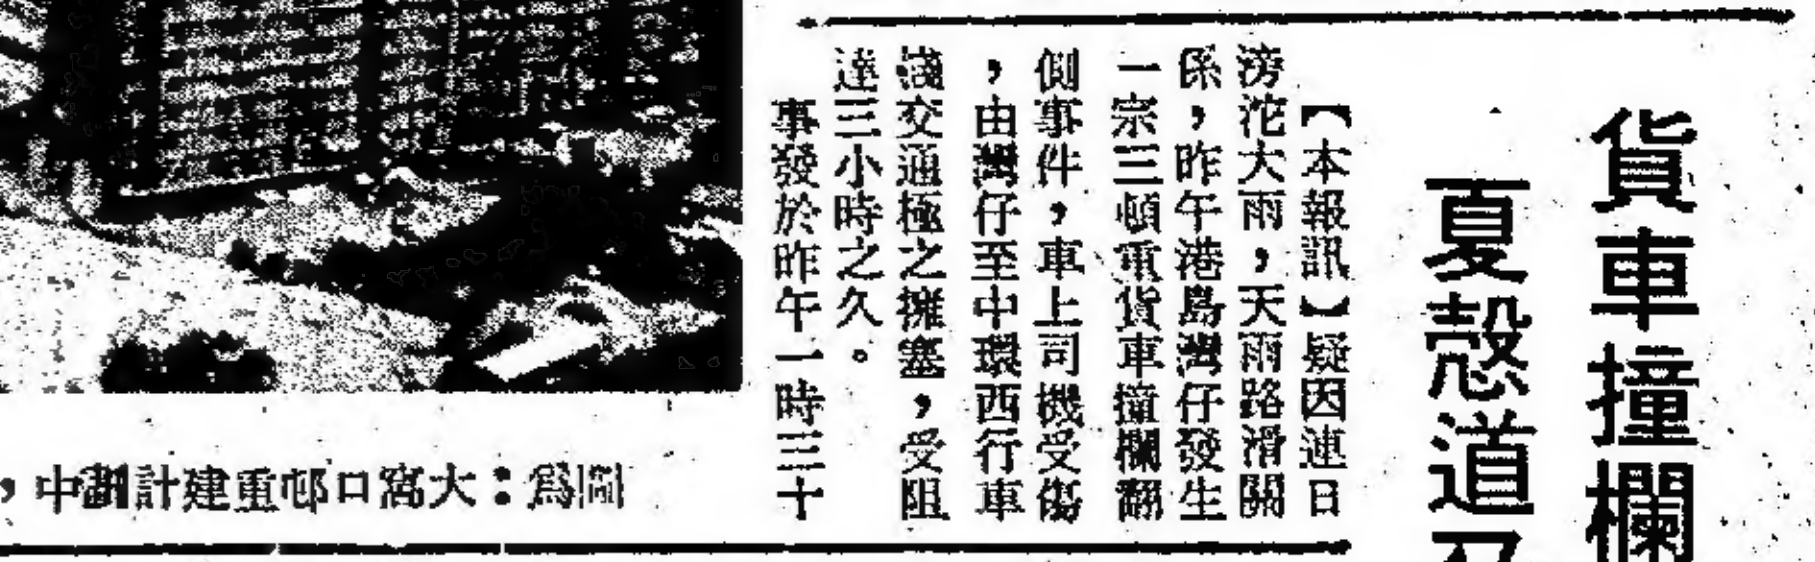 貨車撞欄
夏慤道
【本報訊】疑因連日
滂沱大雨，天雨路滑關
係，昨午港島灣仔發生
一宗三頓重貨車撞欄翻
側事件，車上司機受傷
，由灣仔至中環西行車
綫交通極之擁塞，受阻
達三小時之久。
事發於昨午一時三十
圖爲：大窩口邨重建計劃中，